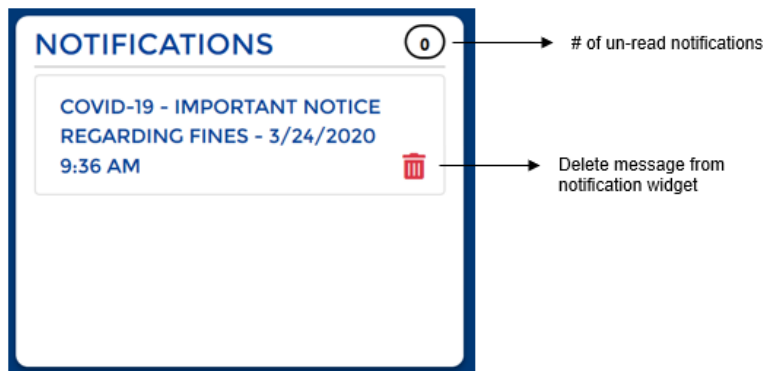 NOTIFICATIONS
0
# of un-read notifications
COVID-19 - IMPORTANT NOTICE
REGARDING FINES - 3/24/2020
9:36 AM
Delete message from
notification widget